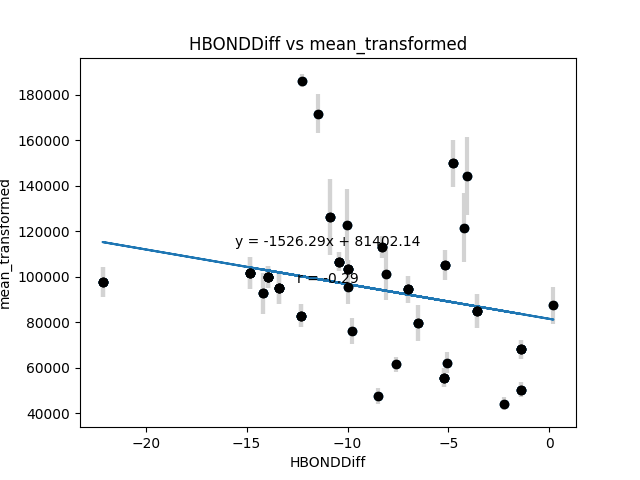 HBONDDiff vs mean_transformed
180000
160000
140000
120000
100000
80000
60000
40000
mean_transformed
y = -1526.29x + 81402.14
r = -0.29
−20
−15
−10
−5
0
HBONDDiff